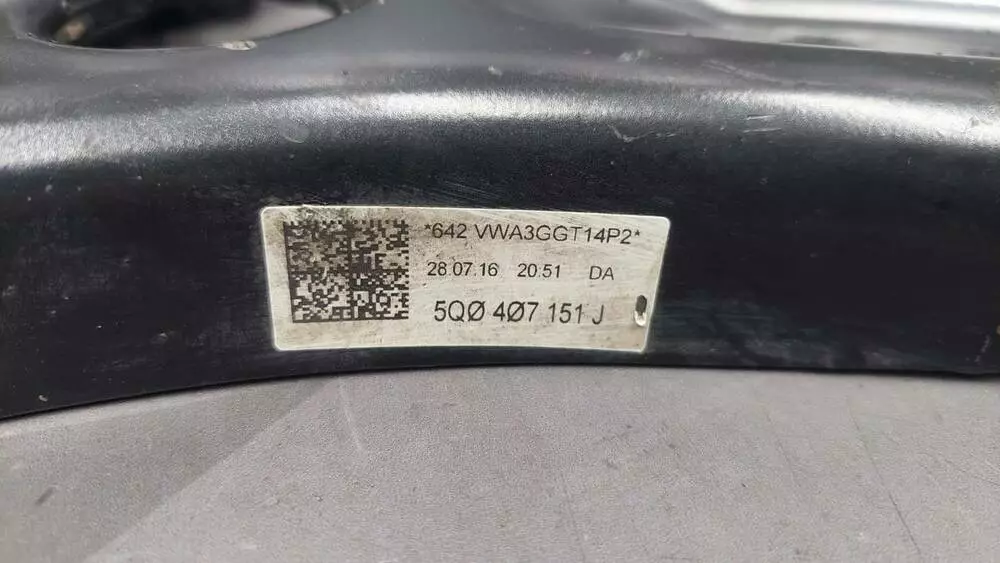 *642 VWA3GGT14P2*
28.07.16 20:51 DA
5QØ 4Ø7 151 J